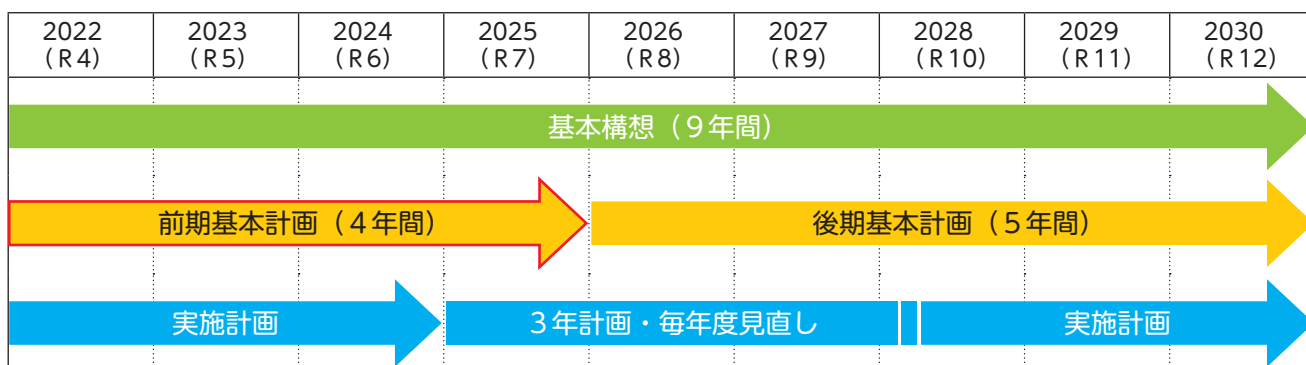 2022 2023 2024 2025 2026 2027 2028 2029 2030
(R4) (R5) (R6) (R7) (R8) (R9) (R10) (R11) (R12)
基本構想（９年間）
前期基本計画（４年間） 後期基本計画（５年間）
実施計画 ３年計画・毎年度見直し 実施計画